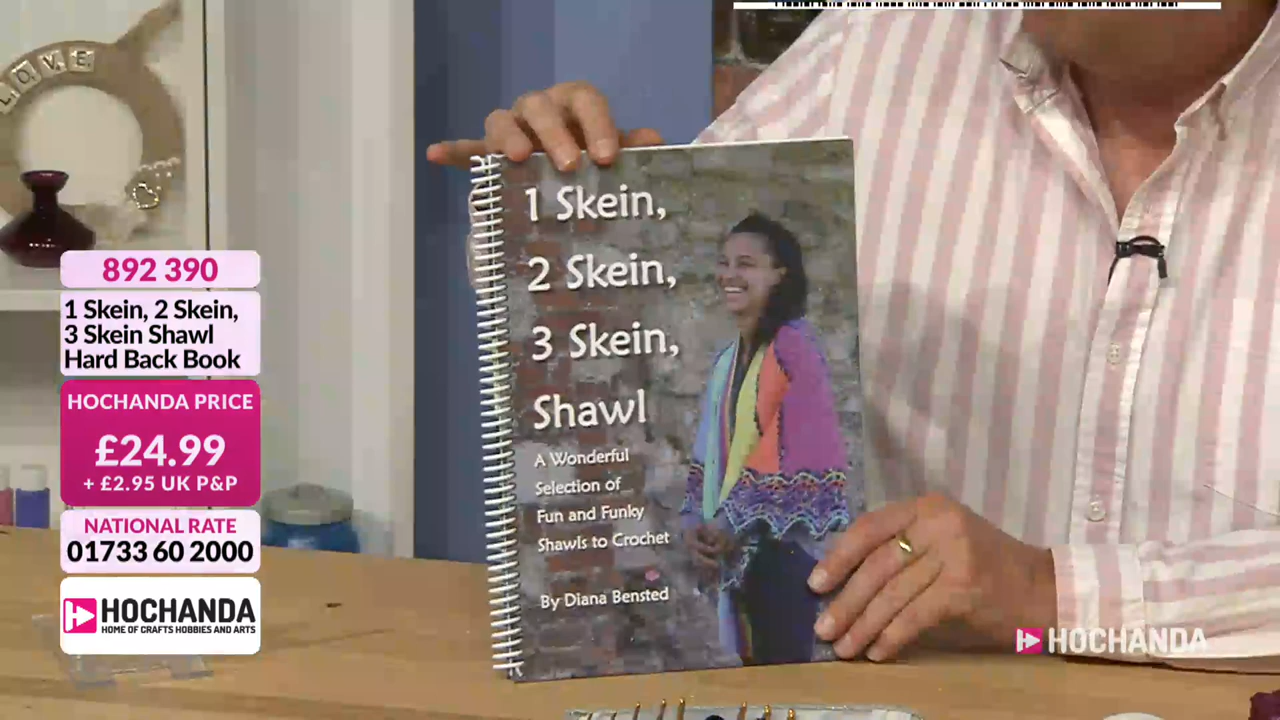 LOVE
892 390
1 Skein, 2 Skein,
3 Skein Shawl
Hard Back Book
HOCHANDA PRICE
£24.99
+ £2.95 UK P&P
NATIONAL RATE
01733 60 2000
HOCHANDA
HOME OF CRAFTS HOBBIES AND ARTS
1 Skein,
2 Skein,
3 Skein,
Shawl
A Wonderful
Selection of
Fun and Funky
Shawls to Crochet
By Diana Bensted
HOCHANDA